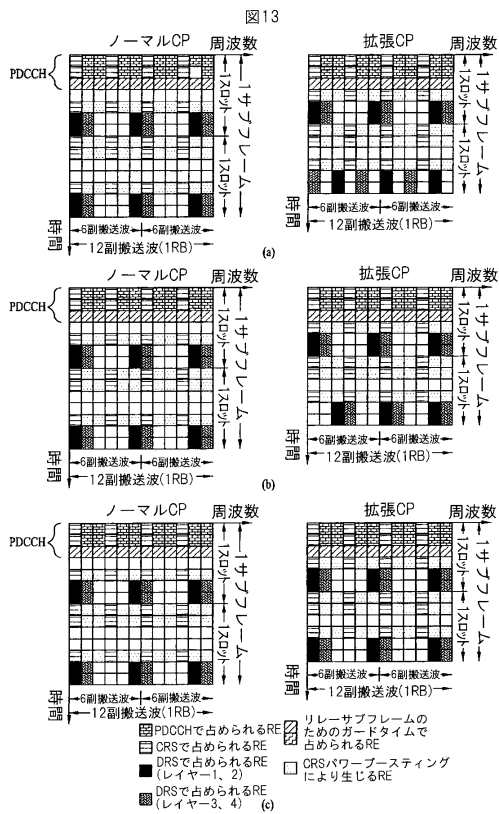 図13
ノーマルCP
周波数
PDCCH
1スロット
1スロット
1サブフレーム
時間
6副搬送波
6副搬送波
12副搬送波(1RB)
拡張CP
周波数
1スロット
1スロット
1サブフレーム
時間
6副搬送波
6副搬送波
12副搬送波(1RB)
(a)
ノーマルCP
周波数
PDCCH
1スロット
1スロット
1サブフレーム
時間
6副搬送波
6副搬送波
12副搬送波(1RB)
拡張CP
周波数
1スロット
1スロット
1サブフレーム
時間
6副搬送波
6副搬送波
12副搬送波(1RB)
(b)
ノーマルCP
周波数
PDCCH
1スロット
1スロット
1サブフレーム
時間
6副搬送波
6副搬送波
12副搬送波(1RB)
拡張CP
周波数
1スロット
1スロット
1サブフレーム
時間
6副搬送波
6副搬送波
12副搬送波(1RB)
PDCCHで占められるRE
CRSで占められるRE
DRSで占められるRE
(レイヤー1、2)
DRSで占められるRE
(レイヤー3、4)
リレーサブフレームの
ためのガードタイムで
占められるRE
CRSパワーブースティング
により生じるRE
(c)